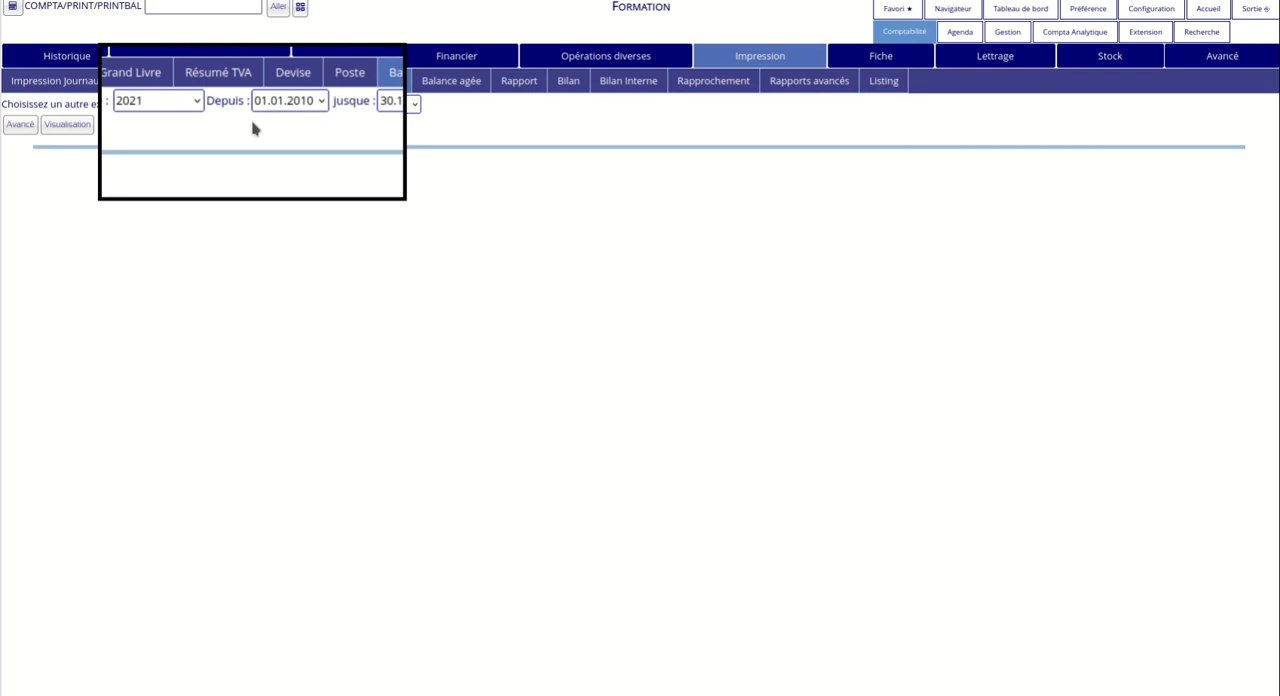 COMPTA/PRINT/PRINTBAL Aller FORMATION Favori ★ Navigateur Tableau de bord Préférence Configuration Accueil Sortie
Comptabilité Agenda Gestion Compta Analytique Extension Recherche
Historique Financier Opérations diverses Impression Fiche Lettrage Stock Avancé
Impression Journau Grand Livre Résumé TVA Devise Poste Ba Balance agée Rapport Bilan Bilan Interne Rapprochement Rapports avancés Listing
Choisissez un autre ex : 2021 Depuis : 01.01.2010 jusque : 30.1
Avancé Visualisation